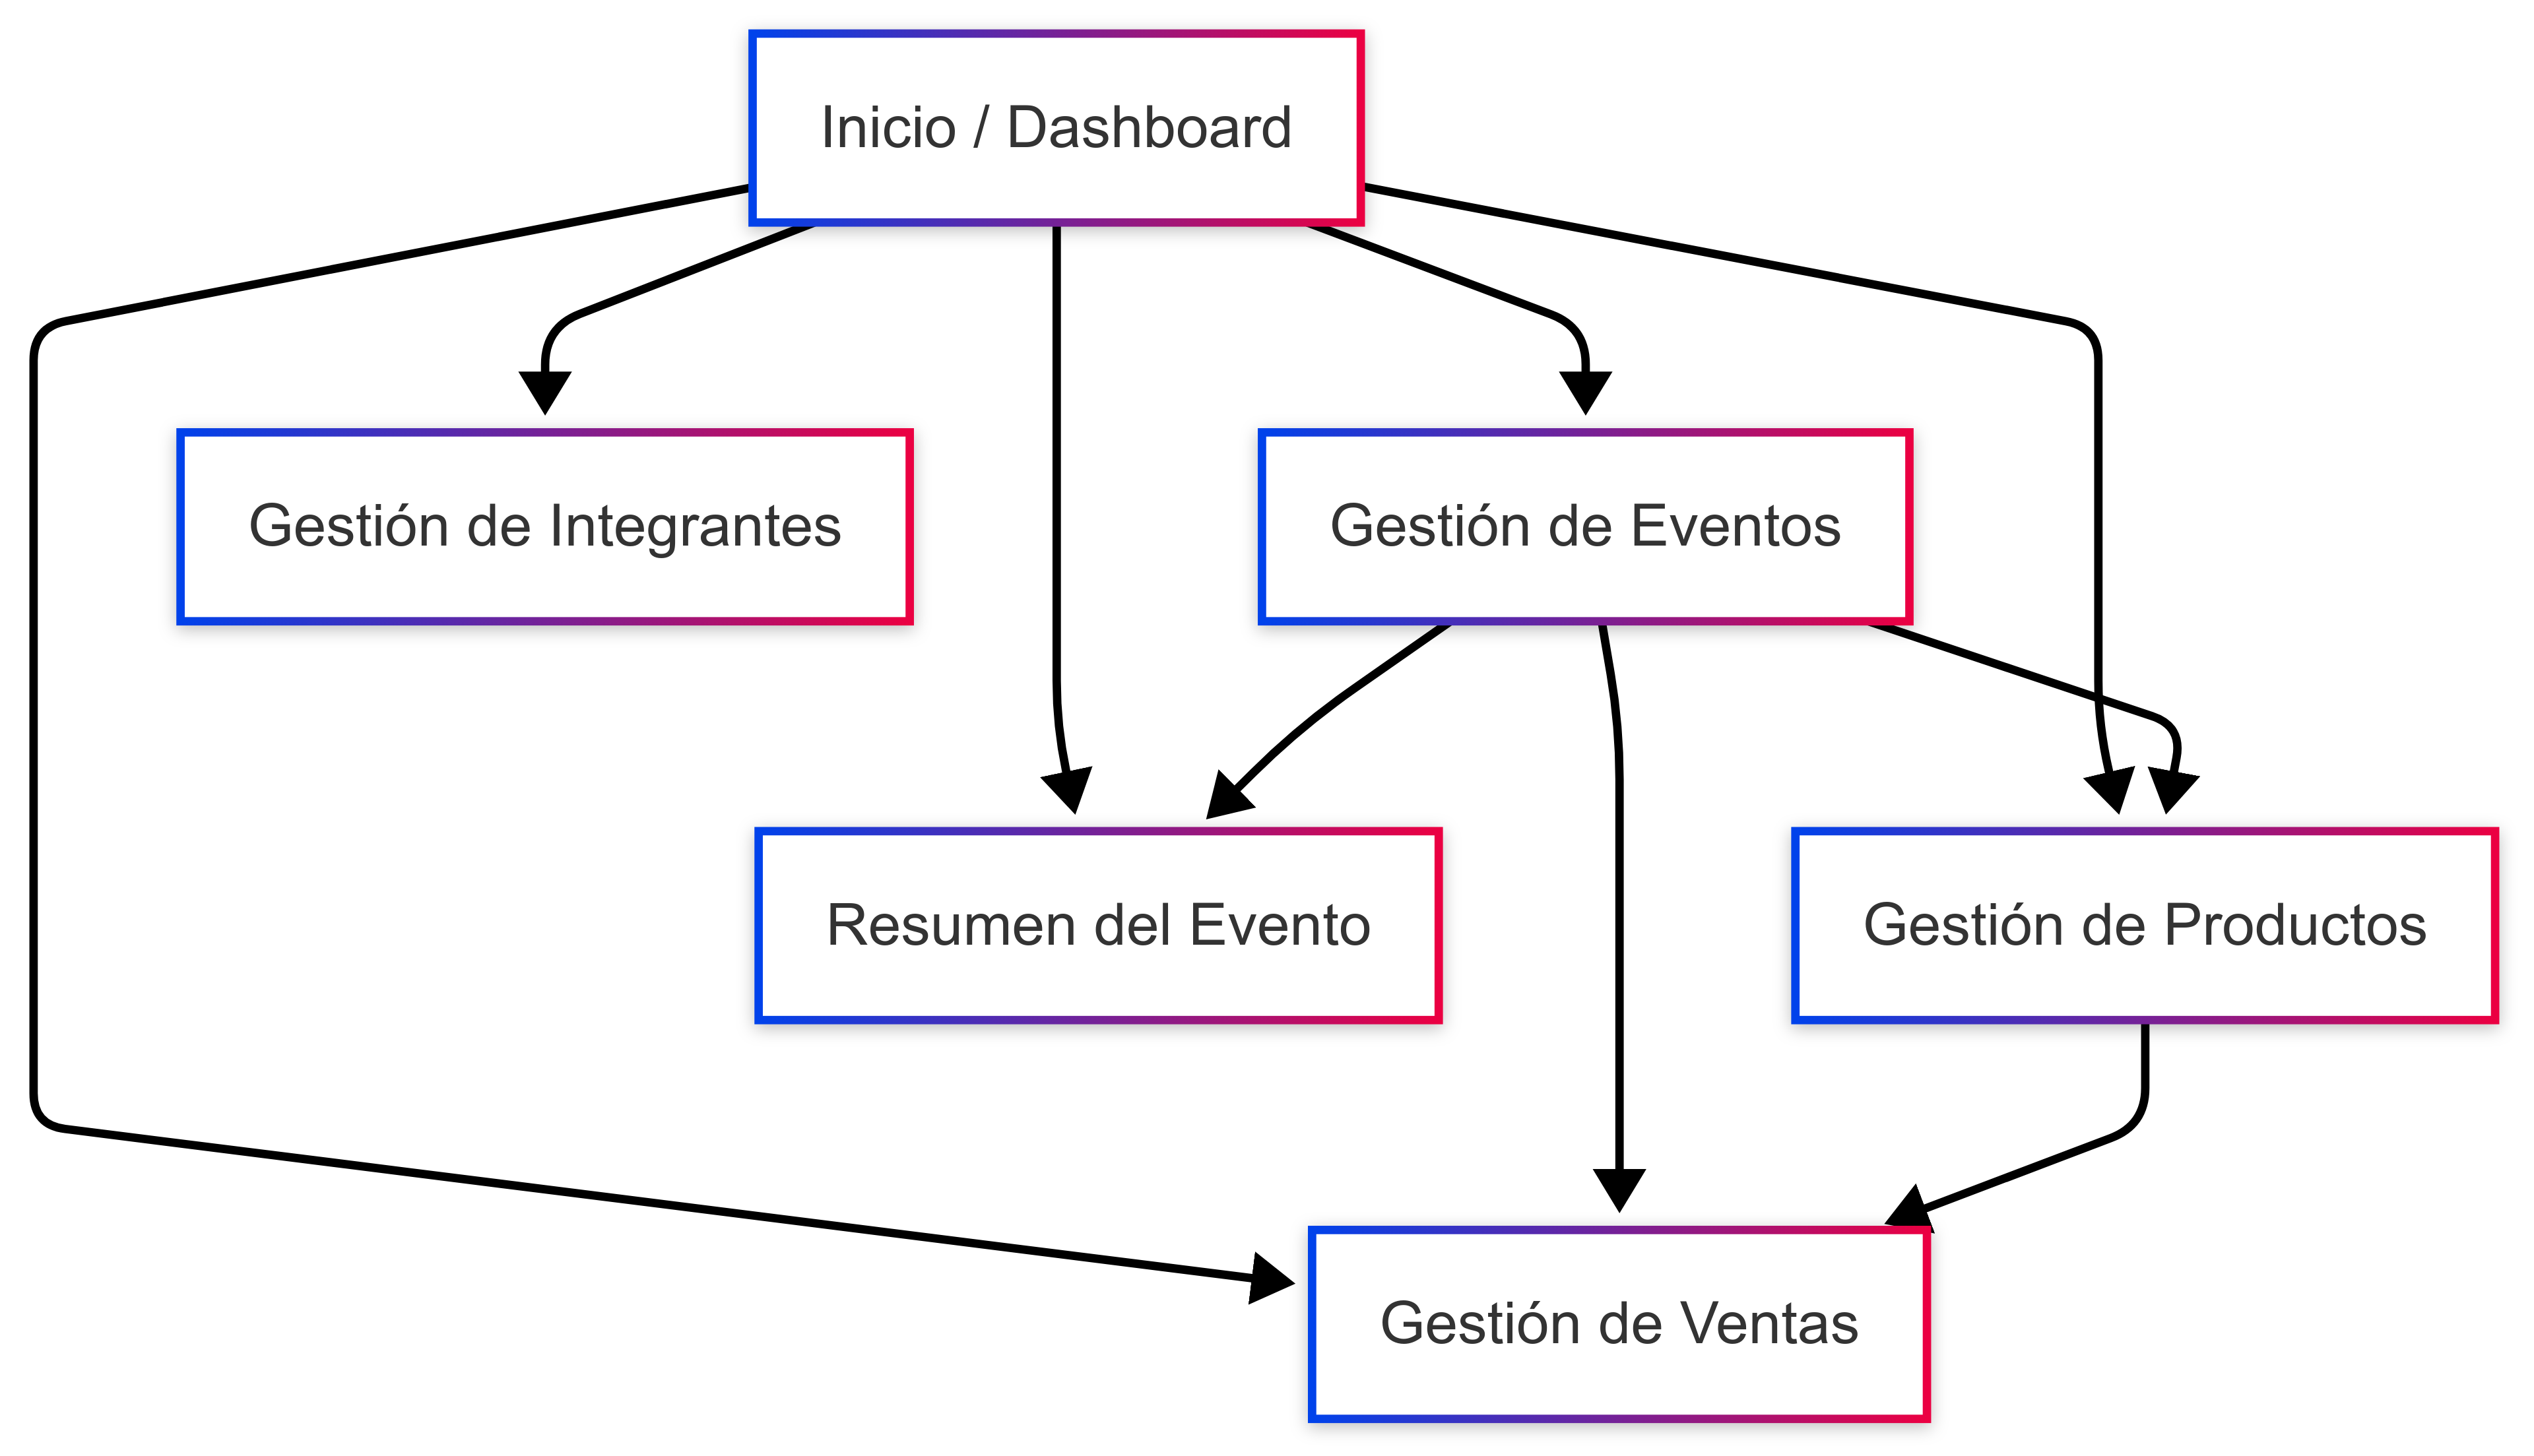 Inicio / Dashboard
Gestión de Integrantes
Gestión de Eventos
Resumen del Evento
Gestión de Productos
Gestión de Ventas